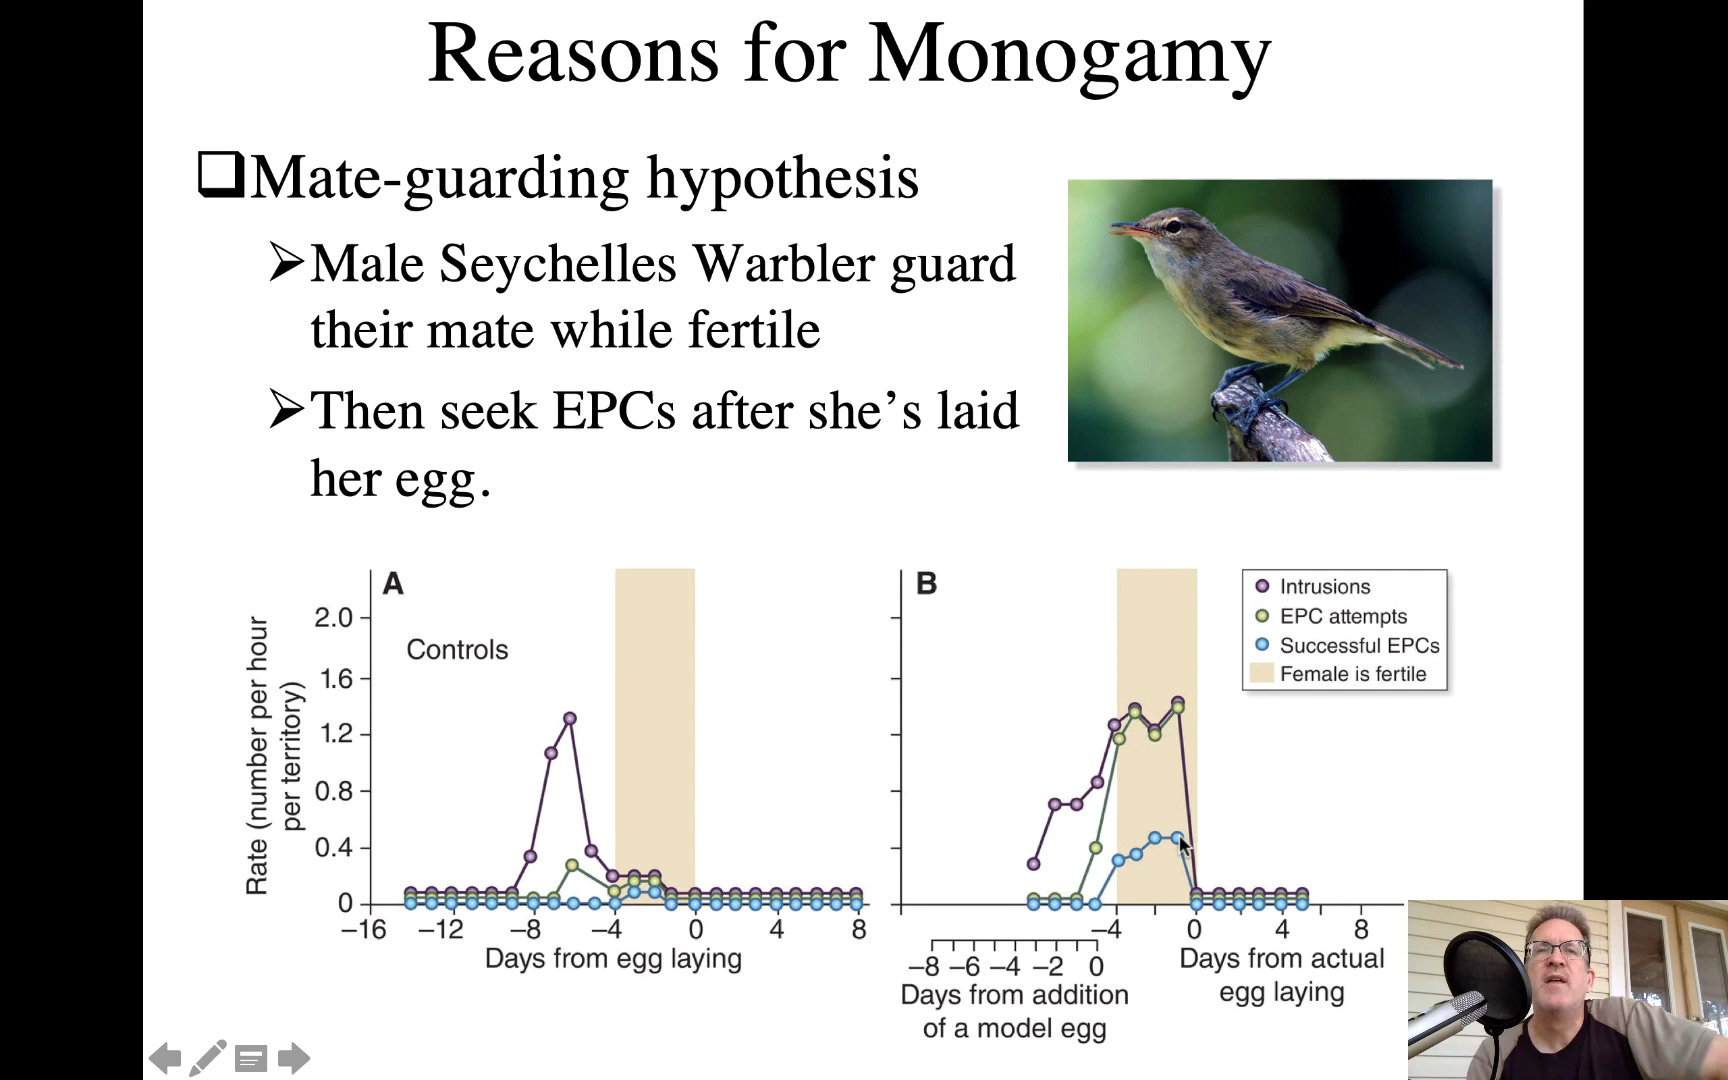 Reasons for Monogamy
Mate-guarding hypothesis
Male Seychelles Warbler guard
their mate while fertile
Then seek EPCs after she's laid
her egg.
A
Controls
Rate (number per hour
per territory)
2.0
1.6
1.2
0.8
0.4
0
–16 –12 –8 –4 0 4 8
Days from egg laying
B
Intrusions
EPC attempts
Successful EPCs
Female is fertile
–4 0 4 8
Days from actual
egg laying
–8 –6 –4 –2 0
Days from addition
of a model egg